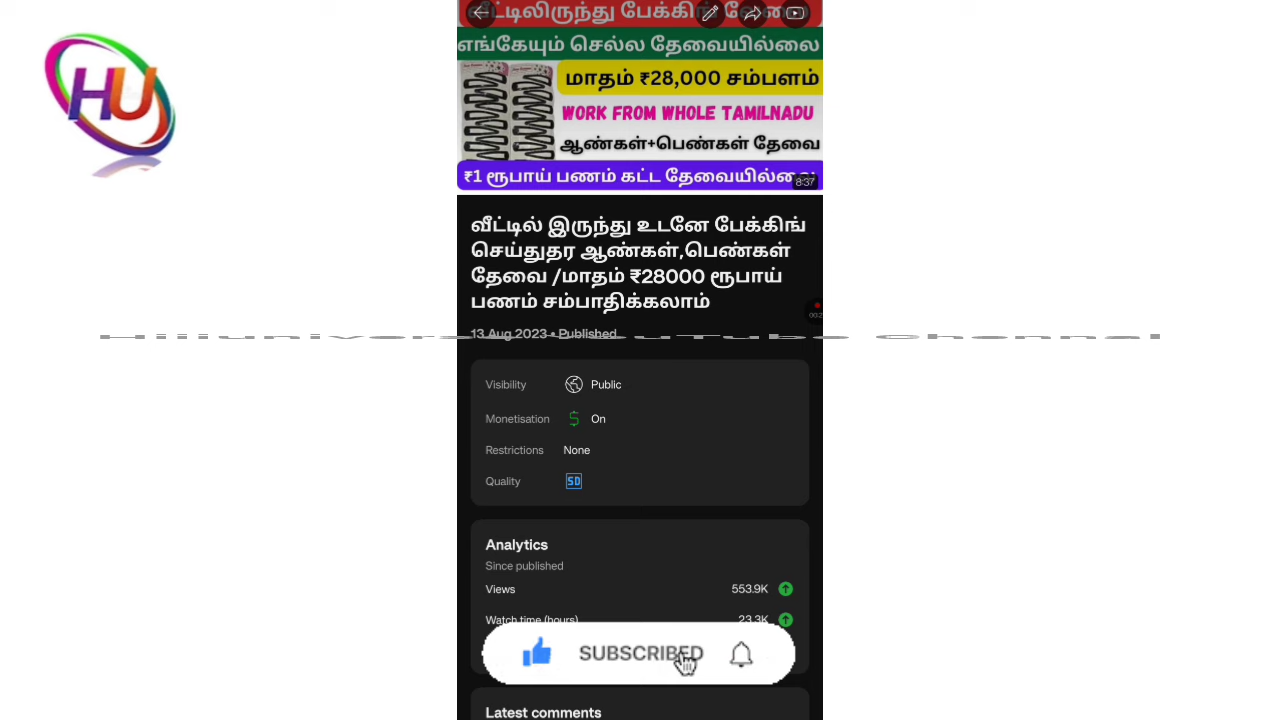 HU
வீட்டிலிருந்து பேக்கிங்
எங்கேயும் செல்ல தேவையில்லை
மாதம் ₹28,000 சம்பளம்
WORK FROM WHOLE TAMILNADU
ஆண்கள்+பெண்கள் தேவை
₹1 ரூபாய் பணம் கட்ட தேவையில்லை
8:37
வீட்டில் இருந்து உடனே பேக்கிங்
செய்துதர ஆண்கள்,பெண்கள்
தேவை /மாதம் ₹28000 ரூபாய்
பணம் சம்பாதிக்கலாம்
13 Aug 2023 • Published
Visibility Public
Monetisation On
Restrictions None
Quality SD
Analytics
Since published
Views 553.9K
Watch time (hours) 23.3K
SUBSCRIBED
Latest comments